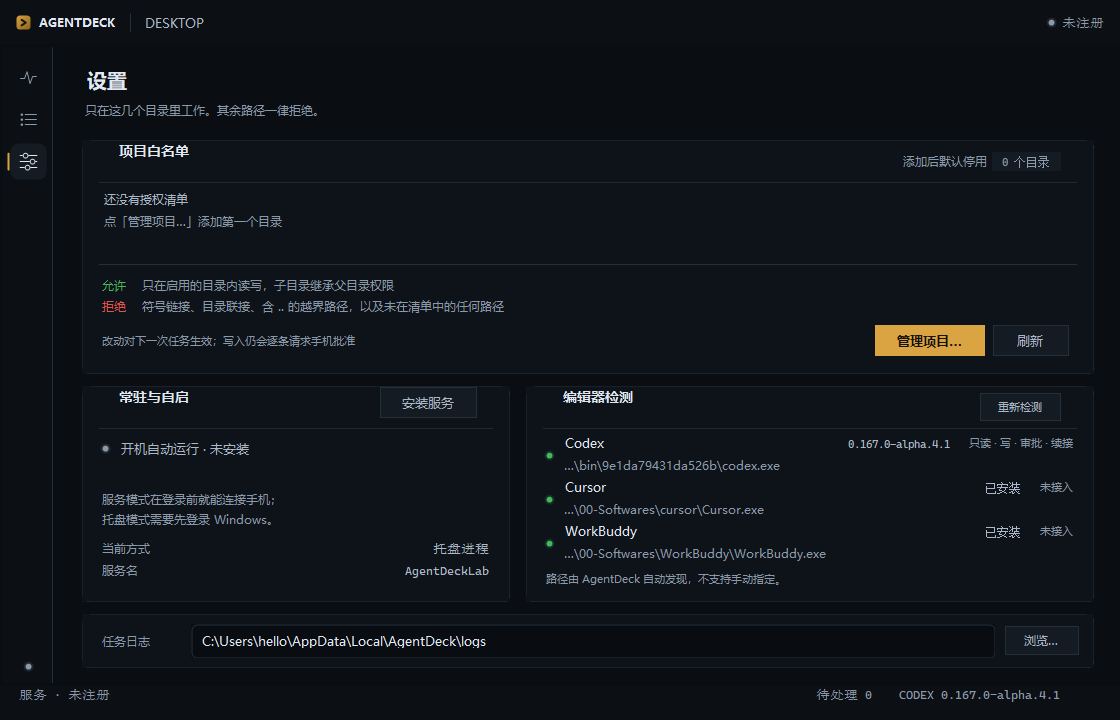 AGENTDECK DESKTOP 未注册
设置
只在这几个目录里工作。其余路径一律拒绝。
项目白名单
添加后默认停用 0 个目录
还没有授权清单
点「管理项目...」添加第一个目录
允许 只在启用的目录内读写，子目录继承父目录权限
拒绝 符号链接、目录联接、含 .. 的越界路径，以及未在清单中的任何路径
改动对下一次任务生效；写入仍会逐条请求手机批准
管理项目... 刷新
常驻与自启 安装服务
开机自动运行 · 未安装
服务模式在登录前就能连接手机；
托盘模式需要先登录 Windows。
当前方式 托盘进程
服务名 AgentDeckLab
编辑器检测 重新检测
Codex 0.167.0-alpha.4.1 只读 · 写 · 审批 · 续接
...\bin\9e1da79431da526b\codex.exe
Cursor 已安装 未接入
...\00-Softwares\cursor\Cursor.exe
WorkBuddy 已安装 未接入
...\00-Softwares\WorkBuddy\WorkBuddy.exe
路径由 AgentDeck 自动发现，不支持手动指定。
任务日志 C:\Users\hello\AppData\Local\AgentDeck\logs 浏览...
服务 · 未注册 待处理 0 CODEX 0.167.0-alpha.4.1